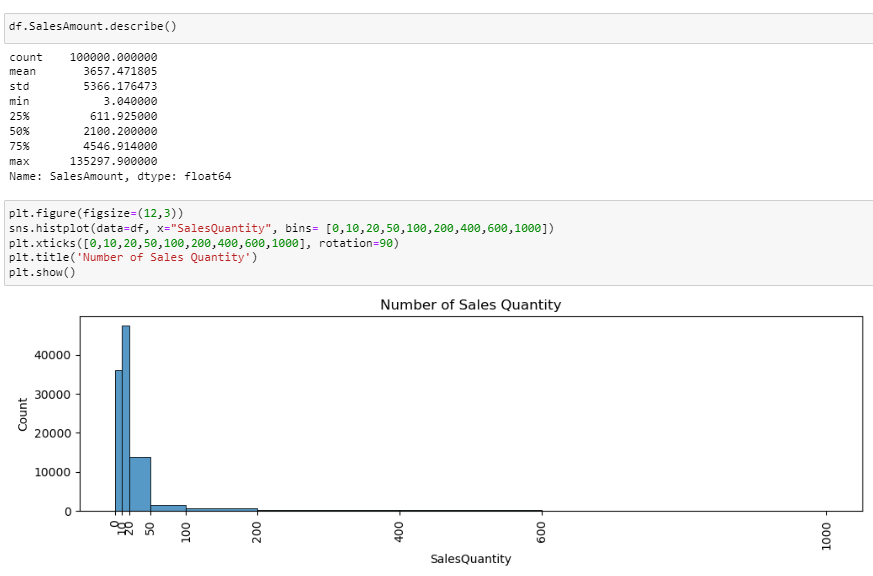 df.SalesAmount.describe()
count    100000.000000
mean       3657.471805
std        5366.176473
min           3.040000
25%         611.925000
50%        2100.200000
75%        4546.914000
max      135297.900000
Name: SalesAmount, dtype: float64
plt.figure(figsize=(12,3))
sns.histplot(data=df, x="SalesQuantity", bins= [0,10,20,50,100,200,400,600,1000])
plt.xticks([0,10,20,50,100,200,400,600,1000], rotation=90)
plt.title('Number of Sales Quantity')
plt.show()
Number of Sales Quantity
40000
30000
20000
10000
0
Count
0 10 20 50 100 200 400 600 1000
SalesQuantity